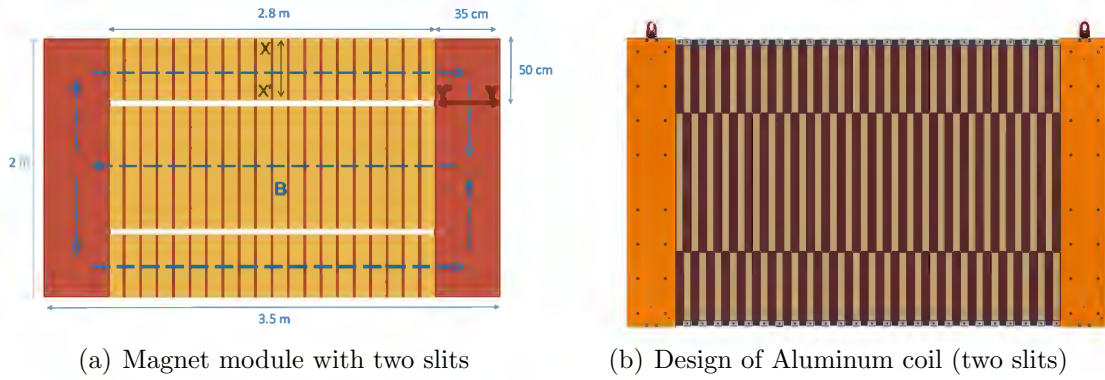 2.8 m
35 cm
X
50 cm
X'
Y
Y'
2 m
B
3.5 m
(a) Magnet module with two slits
(b) Design of Aluminum coil (two slits)